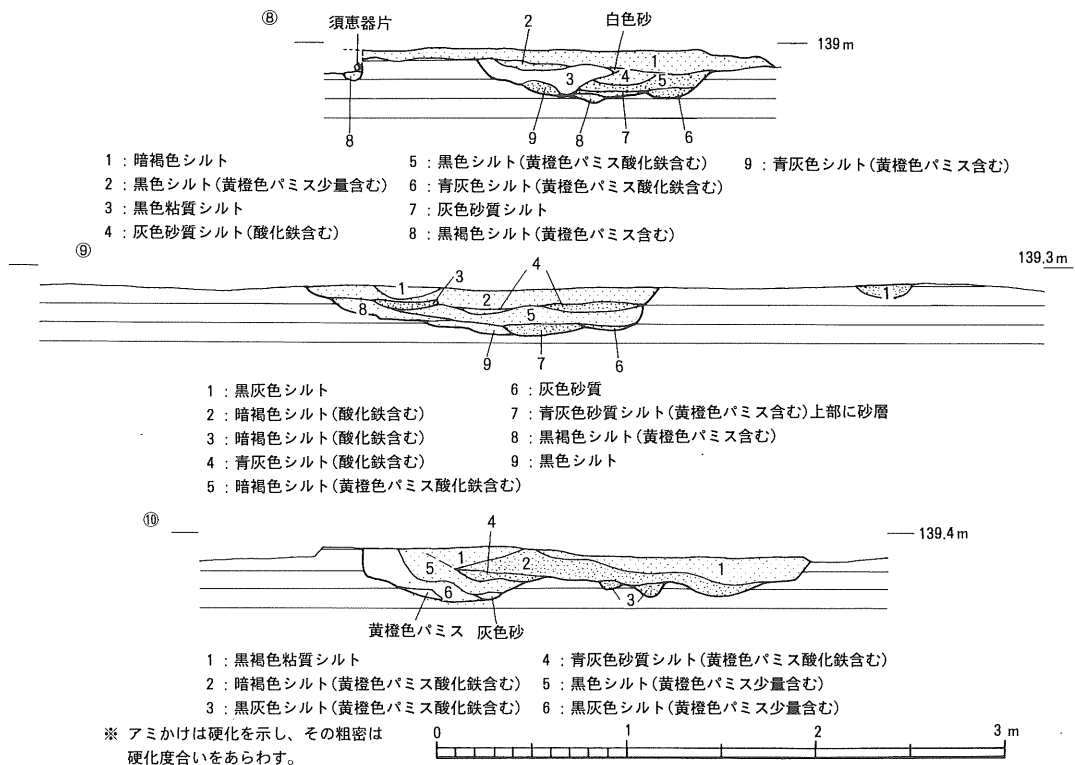 ⑧
須恵器片
2
白色砂
139 m
1
3
4
5
8
9
8
7
6
1:暗褐色シルト
2:黒色シルト(黄橙色パミス少量含む)
3:黒色粘質シルト
4:灰色砂質シルト(酸化鉄含む)
5:黒色シルト(黄橙色パミス酸化鉄含む)
6:青灰色シルト(黄橙色パミス酸化鉄含む)
7:灰色砂質シルト
8:黒褐色シルト(黄橙色パミス含む)
9:青灰色シルト(黄橙色パミス含む)
⑨
139.3 m
3
4
1
2
1
8
5
9
7
6
1:黒灰色シルト
2:暗褐色シルト(酸化鉄含む)
3:暗褐色シルト(酸化鉄含む)
4:青灰色シルト(酸化鉄含む)
5:暗褐色シルト(黄橙色パミス酸化鉄含む)
6:灰色砂質
7:青灰色砂質シルト(黄橙色パミス含む)上部に砂層
8:黒褐色シルト(黄橙色パミス含む)
9:黒色シルト
⑩
4
139.4 m
1
2
5
1
6
3
黄橙色パミス
灰色砂
1:黒褐色粘質シルト
2:暗褐色シルト(黄橙色パミス酸化鉄含む)
3:黒灰色シルト(黄橙色パミス酸化鉄含む)
4:青灰色砂質シルト(黄橙色パミス酸化鉄含む)
5:黒色シルト(黄橙色パミス少量含む)
6:黒灰色シルト(黄橙色パミス少量含む)
※ アミかけは硬化を示し、その粗密は
硬化度合いをあらわす。
0 1 2 3 m